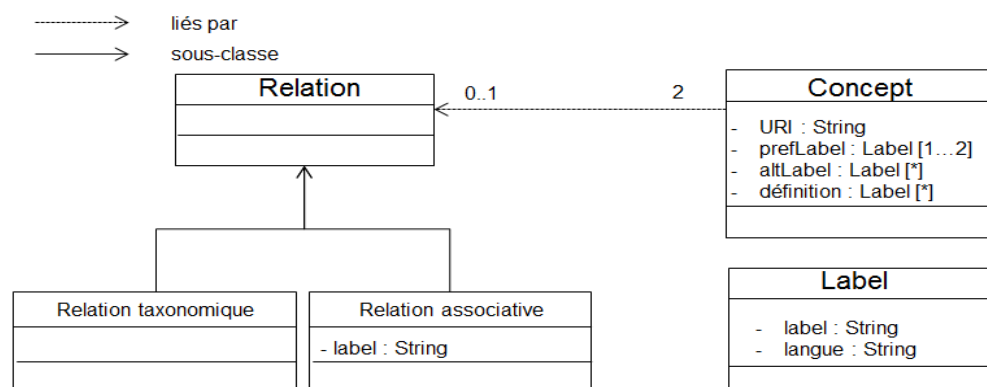 liés par
sous-classe
Relation
0..1
2
Concept
- URI : String
- prefLabel : Label [1...2]
- altLabel : Label [*]
- définition : Label [*]
Relation taxonomique
Relation associative
- label : String
Label
- label : String
- langue : String